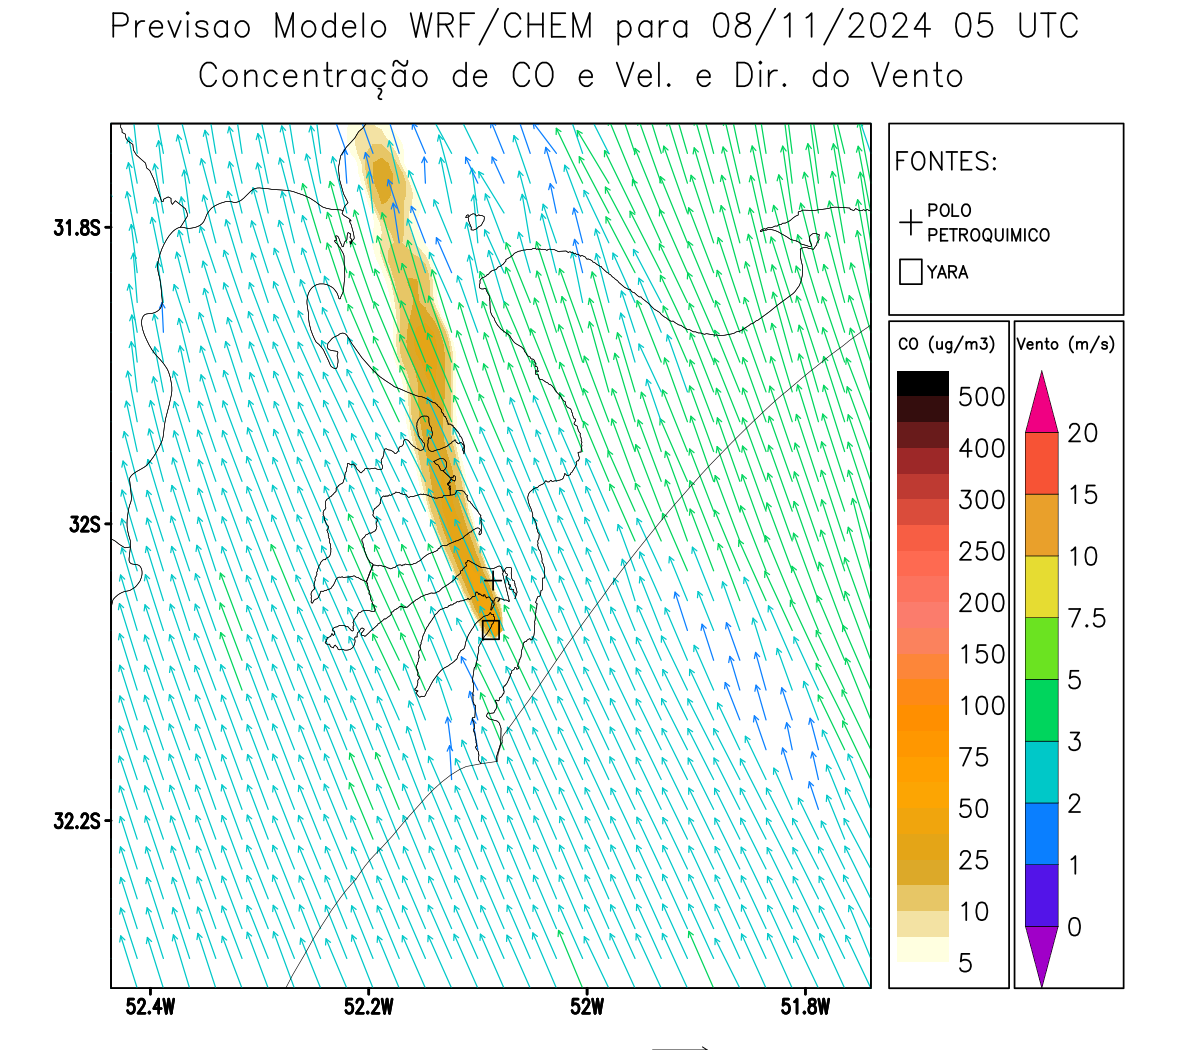 Previsao Modelo WRF/CHEM para 08/11/2024 05 UTC
Concentração de CO e Vel. e Dir. do Vento
FONTES:
POLO
PETROQUIMICO
YARA
CO (ug/m3)
500
400
300
250
200
150
100
75
50
25
10
5
Vento (m/s)
20
15
10
7.5
5
3
2
1
0
31.8S
32S
32.2S
52.4W
52.2W
52W
51.8W